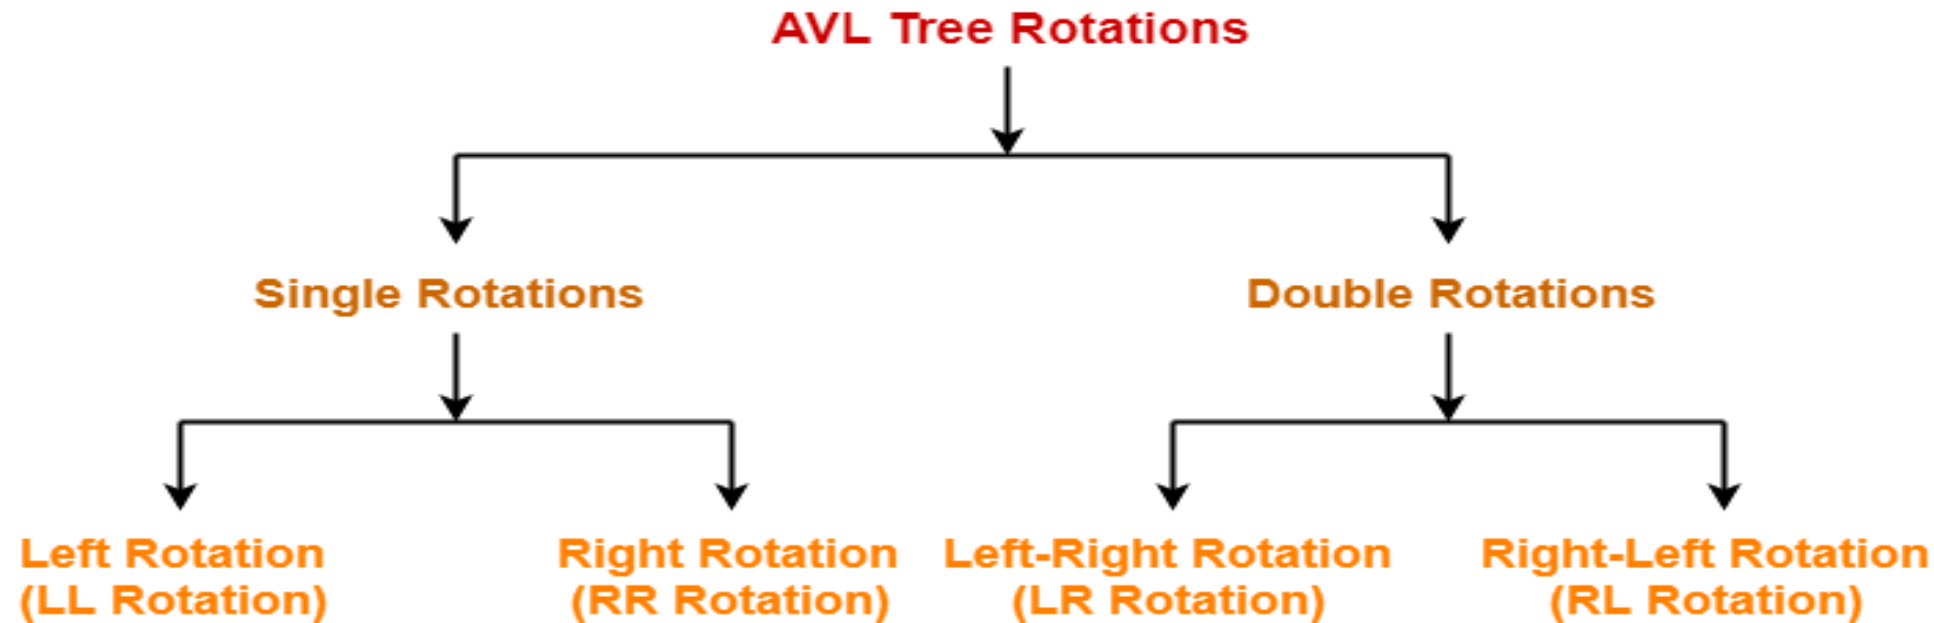 AVL Tree Rotations
Single Rotations
Double Rotations
Left Rotation
(LL Rotation)
Right Rotation
(RR Rotation)
Left-Right Rotation
(LR Rotation)
Right-Left Rotation
(RL Rotation)